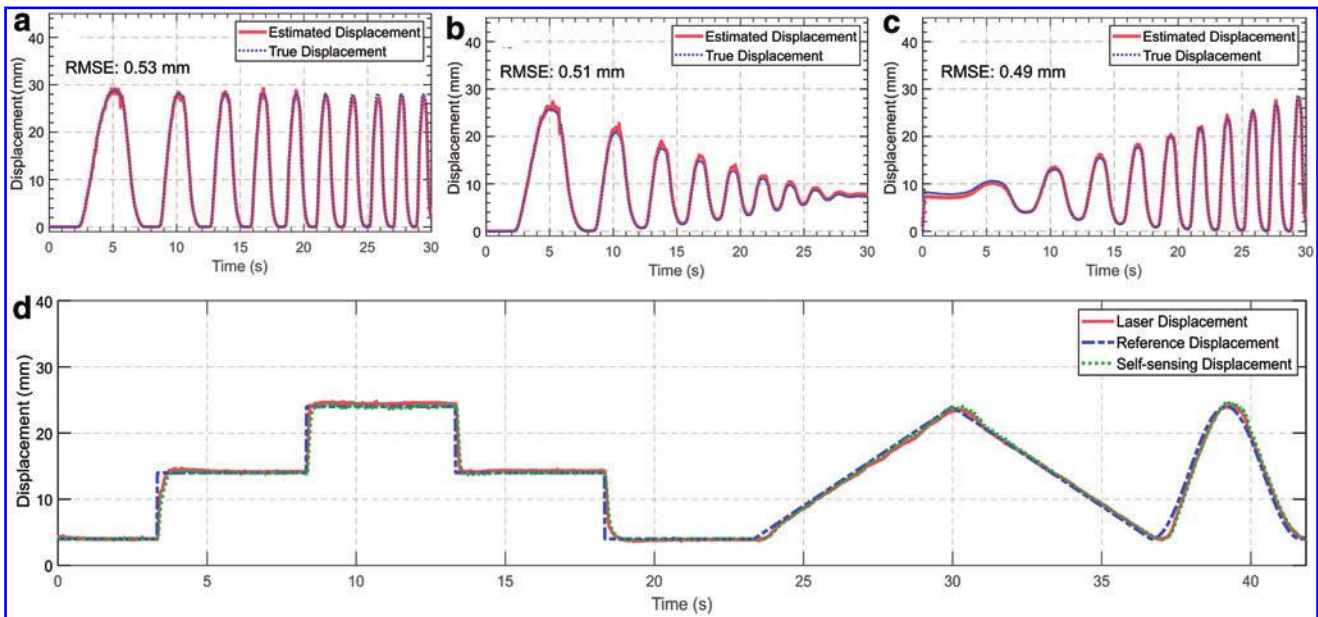 a
Estimated Displacement
True Displacement
RMSE: 0.53 mm
Displacement(mm)
40
30
20
10
0
0 5 10 15 20 25 30
Time (s)
b
Estimated Displacement
True Displacement
RMSE: 0.51 mm
Displacement(mm)
40
30
20
10
0
0 5 10 15 20 25 30
Time (s)
c
Estimated Displacement
True Displacement
RMSE: 0.49 mm
Displacement(mm)
40
30
20
10
0
0 5 10 15 20 25 30
Time (s)
d
Laser Displacement
Reference Displacement
Self-sensing Displacement
Displacement (mm)
40
30
20
10
0
0 5 10 15 20 25 30 35 40
Time (s)